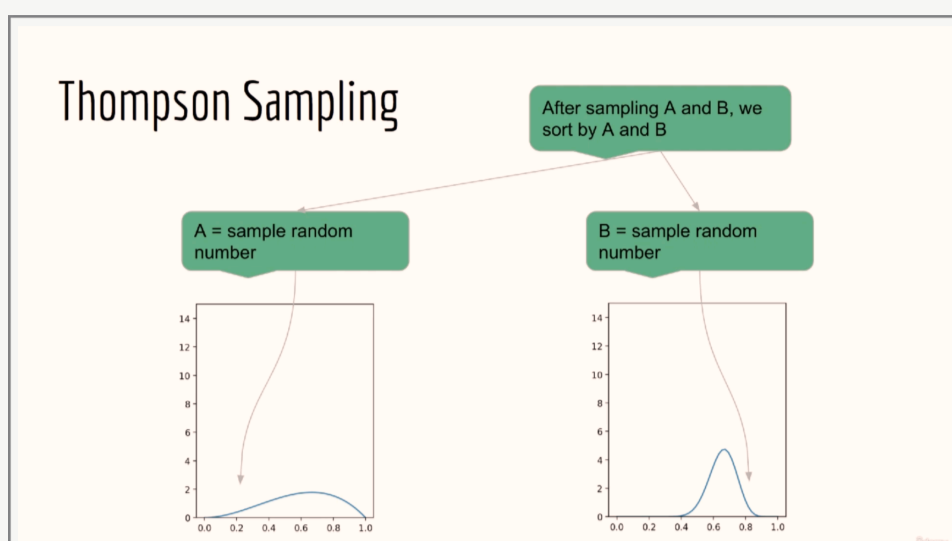 Thompson Sampling
After sampling A and B, we
sort by A and B
A = sample random
number
B = sample random
number
14
12
10
8
6
4
2
0
0.0 0.2 0.4 0.6 0.8 1.0
14
12
10
8
6
4
2
0
0.0 0.2 0.4 0.6 0.8 1.0